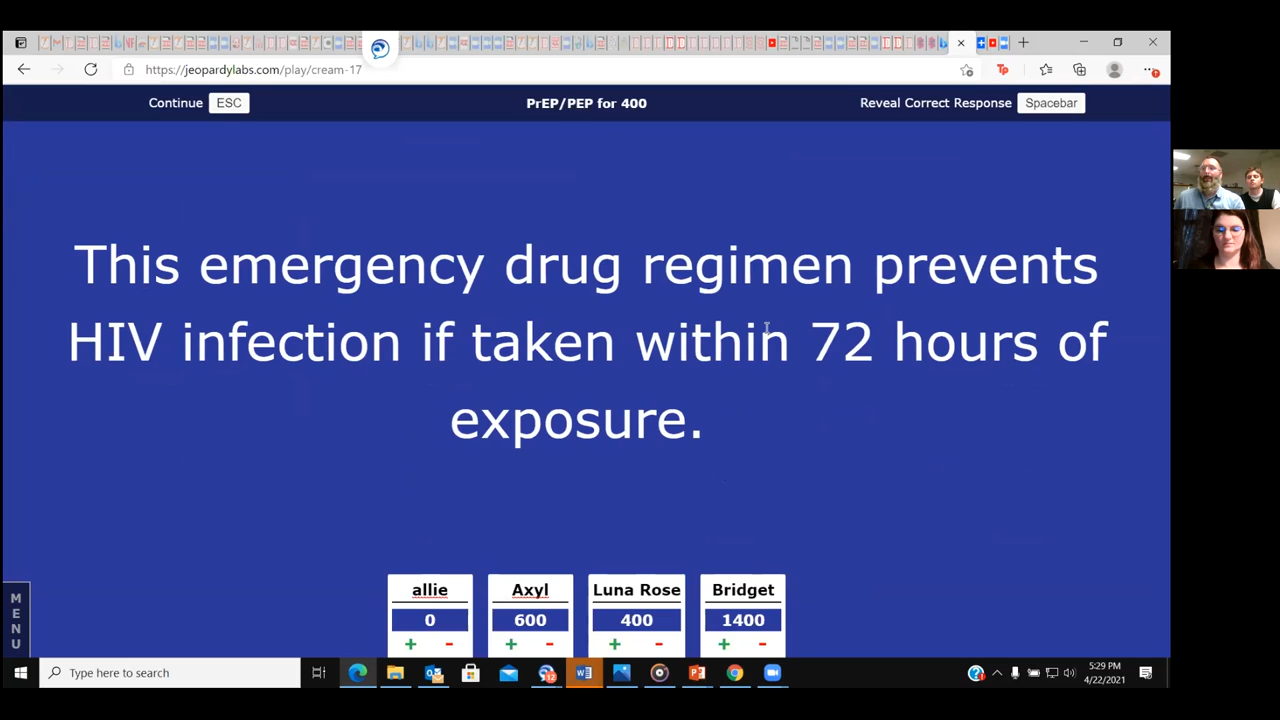 https://jeopardylabs.com/play/cream-17
Continue ESC PrEP/PEP for 400 Reveal Correct Response Spacebar
This emergency drug regimen prevents
HIV infection if taken within 72 hours of
exposure.
MENU
allie Axyl Luna Rose Bridget
0 600 400 1400
+ - + - + - + -
Type here to search
12
5:29 PM
4/22/2021